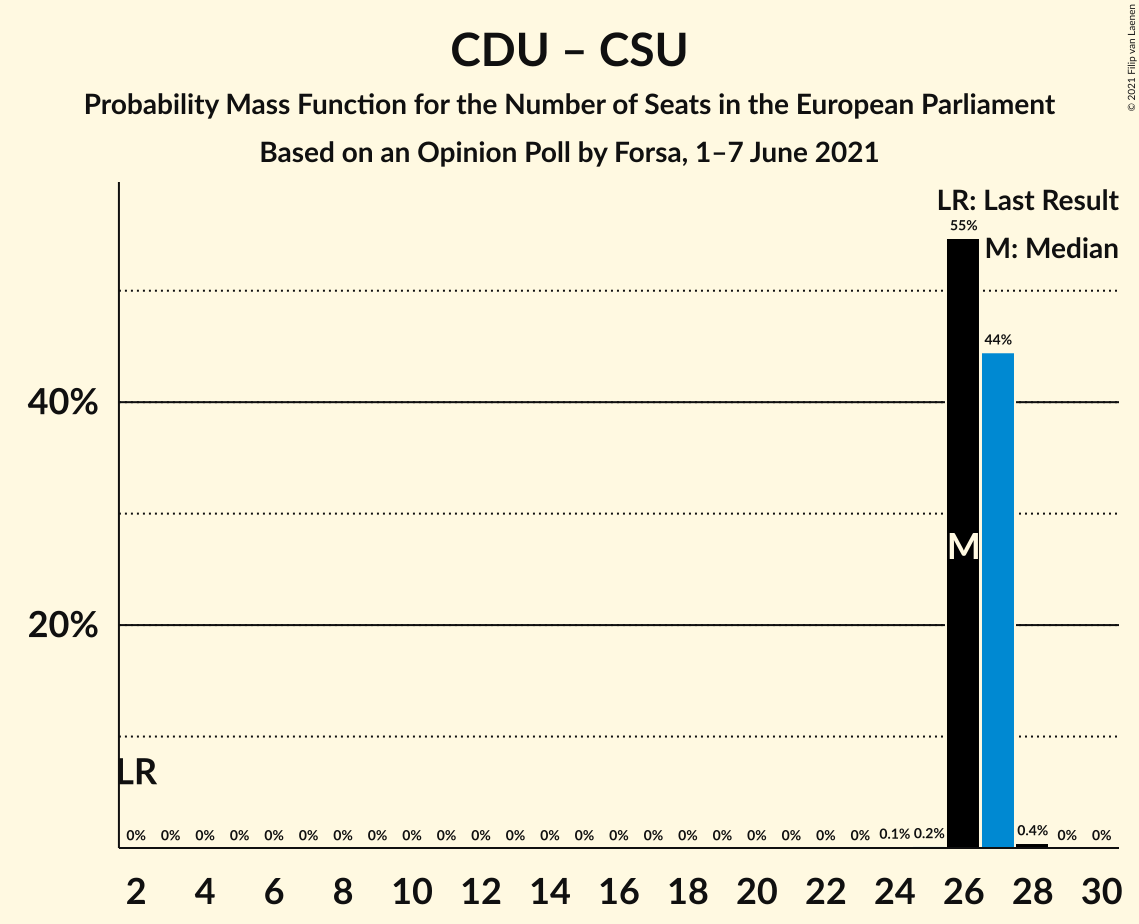 CDU – CSU
Probability Mass Function for the Number of Seats in the European Parliament
Based on an Opinion Poll by Forsa, 1–7 June 2021
© 2021 Filip van Laenen
LR: Last Result
M: Median
55%
44%
40%
20%
M
LR
0% 0% 0% 0% 0% 0% 0% 0% 0% 0% 0% 0% 0% 0% 0% 0% 0% 0% 0% 0% 0% 0% 0.1% 0.2% 0.4% 0% 0%
2 4 6 8 10 12 14 16 18 20 22 24 26 28 30